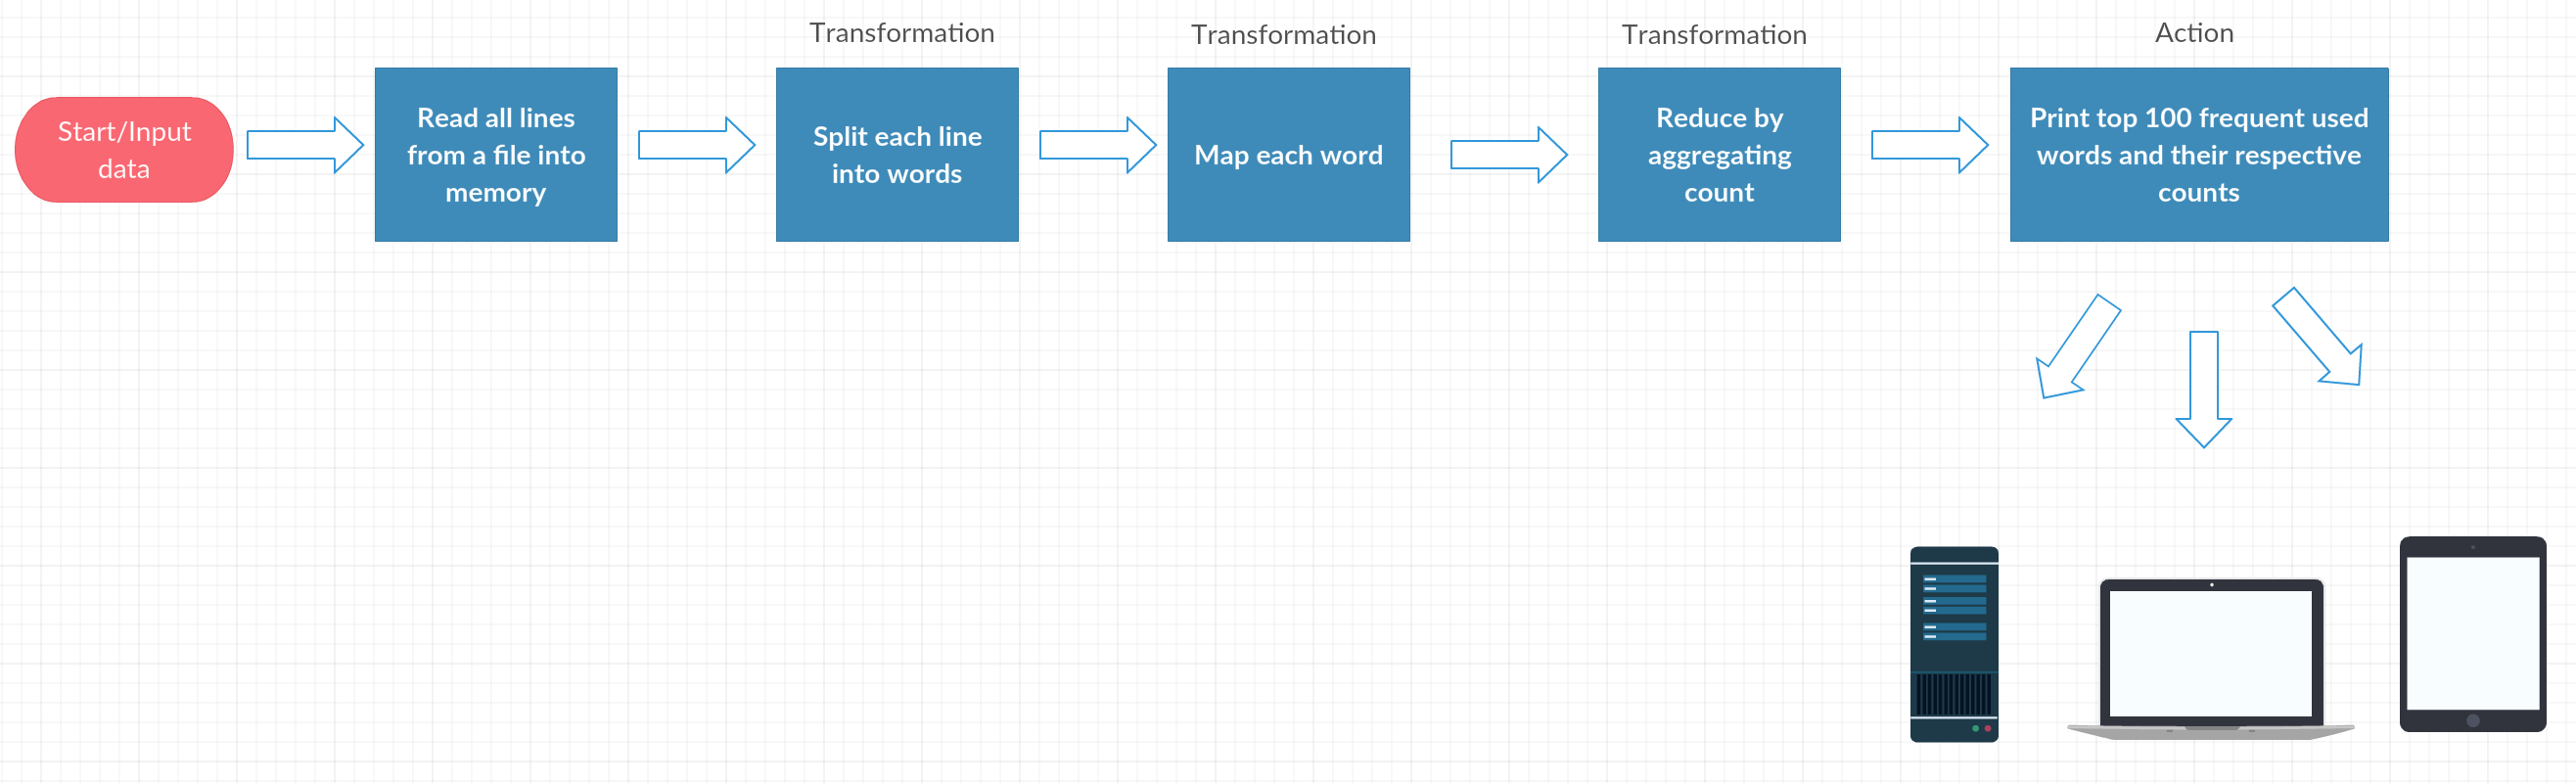 Transformation
Transformation
Transformation
Action
Start/Input
data
Read all lines
from a file into
memory
Split each line
into words
Map each word
Reduce by
aggregating
count
Print top 100 frequent used
words and their respective
counts